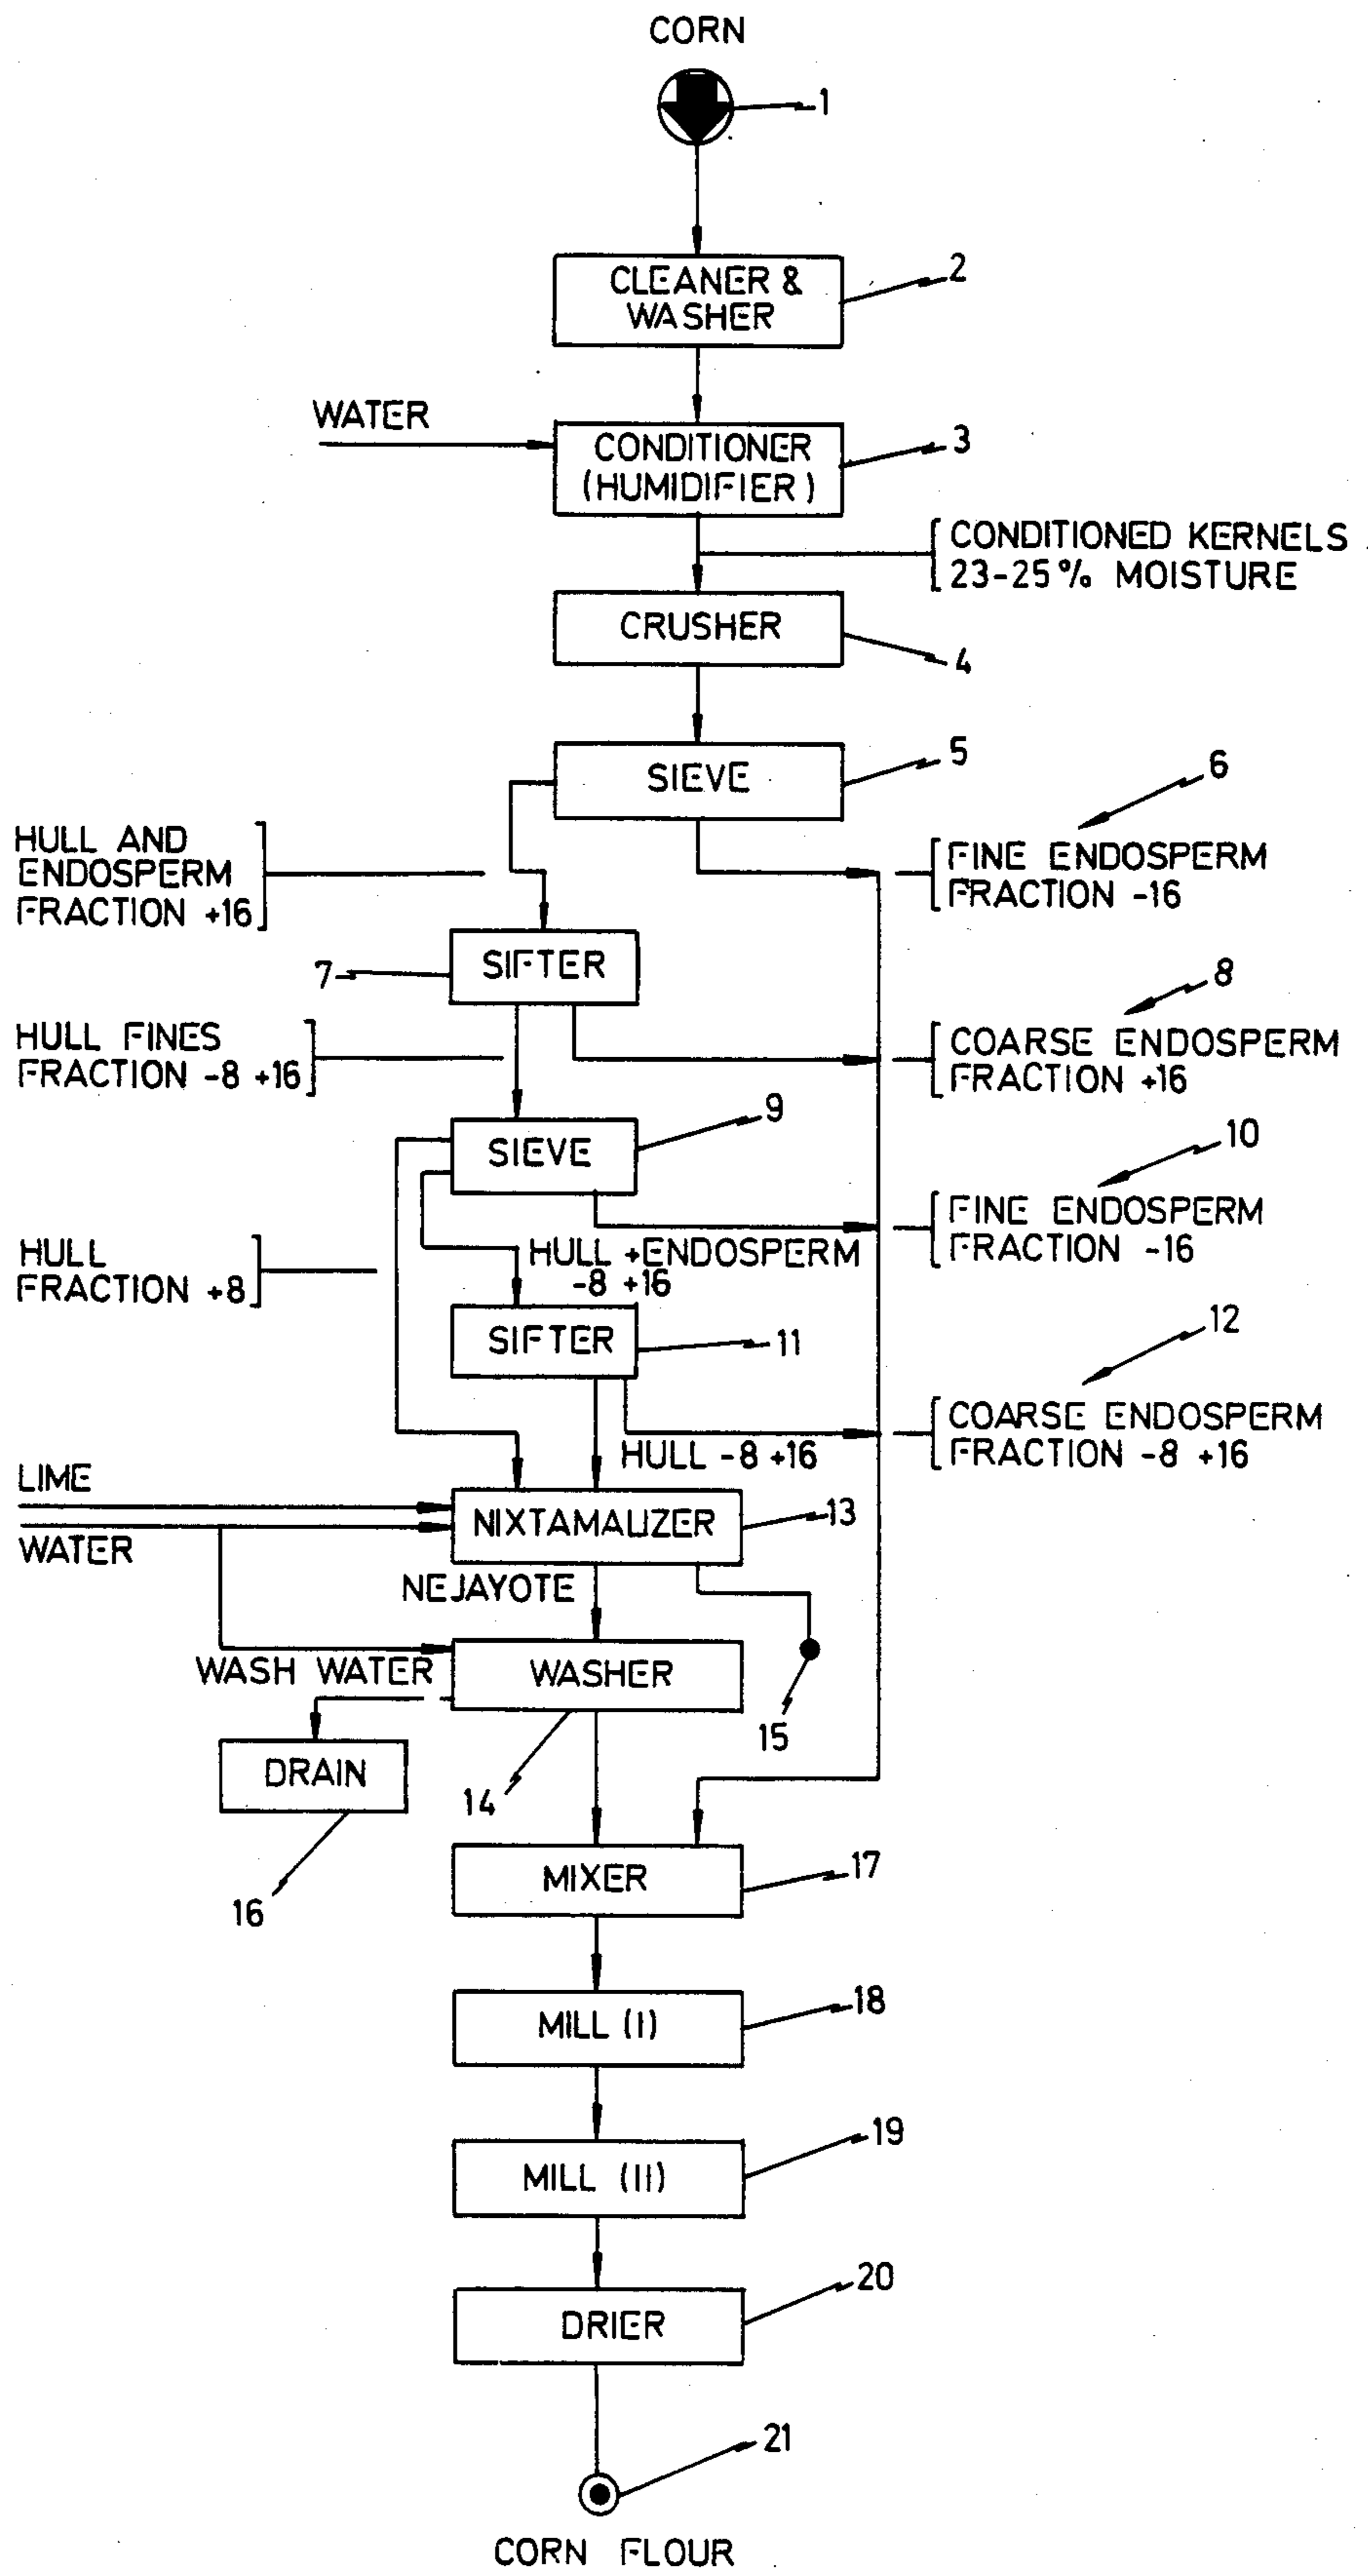 CORN
1
CLEANER &
WASHER
2
WATER
CONDITIONER
(HUMIDIFIER)
3
CONDITIONED KERNELS
23-25% MOISTURE
CRUSHER
4
SIEVE
5
6
HULL AND
ENDOSPERM
FRACTION +16
FINE ENDOSPERM
FRACTION -16
SIFTER
7
8
HULL FINES
FRACTION -8 +16
COARSE ENDOSPERM
FRACTION +16
SIEVE
9
10
FINE ENDOSPERM
FRACTION -16
HULL
FRACTION +8
HULL +ENDOSPERM
-8 +16
SIFTER
11
12
COARSE ENDOSPERM
FRACTION -8 +16
HULL -8 +16
LIME
WATER
NIXTAMALIZER
13
NEJAYOTE
WASH WATER
WASHER
15
DRAIN
14
16
MIXER
17
MILL (I)
18
MILL (II)
19
DRIER
20
21
CORN FLOUR